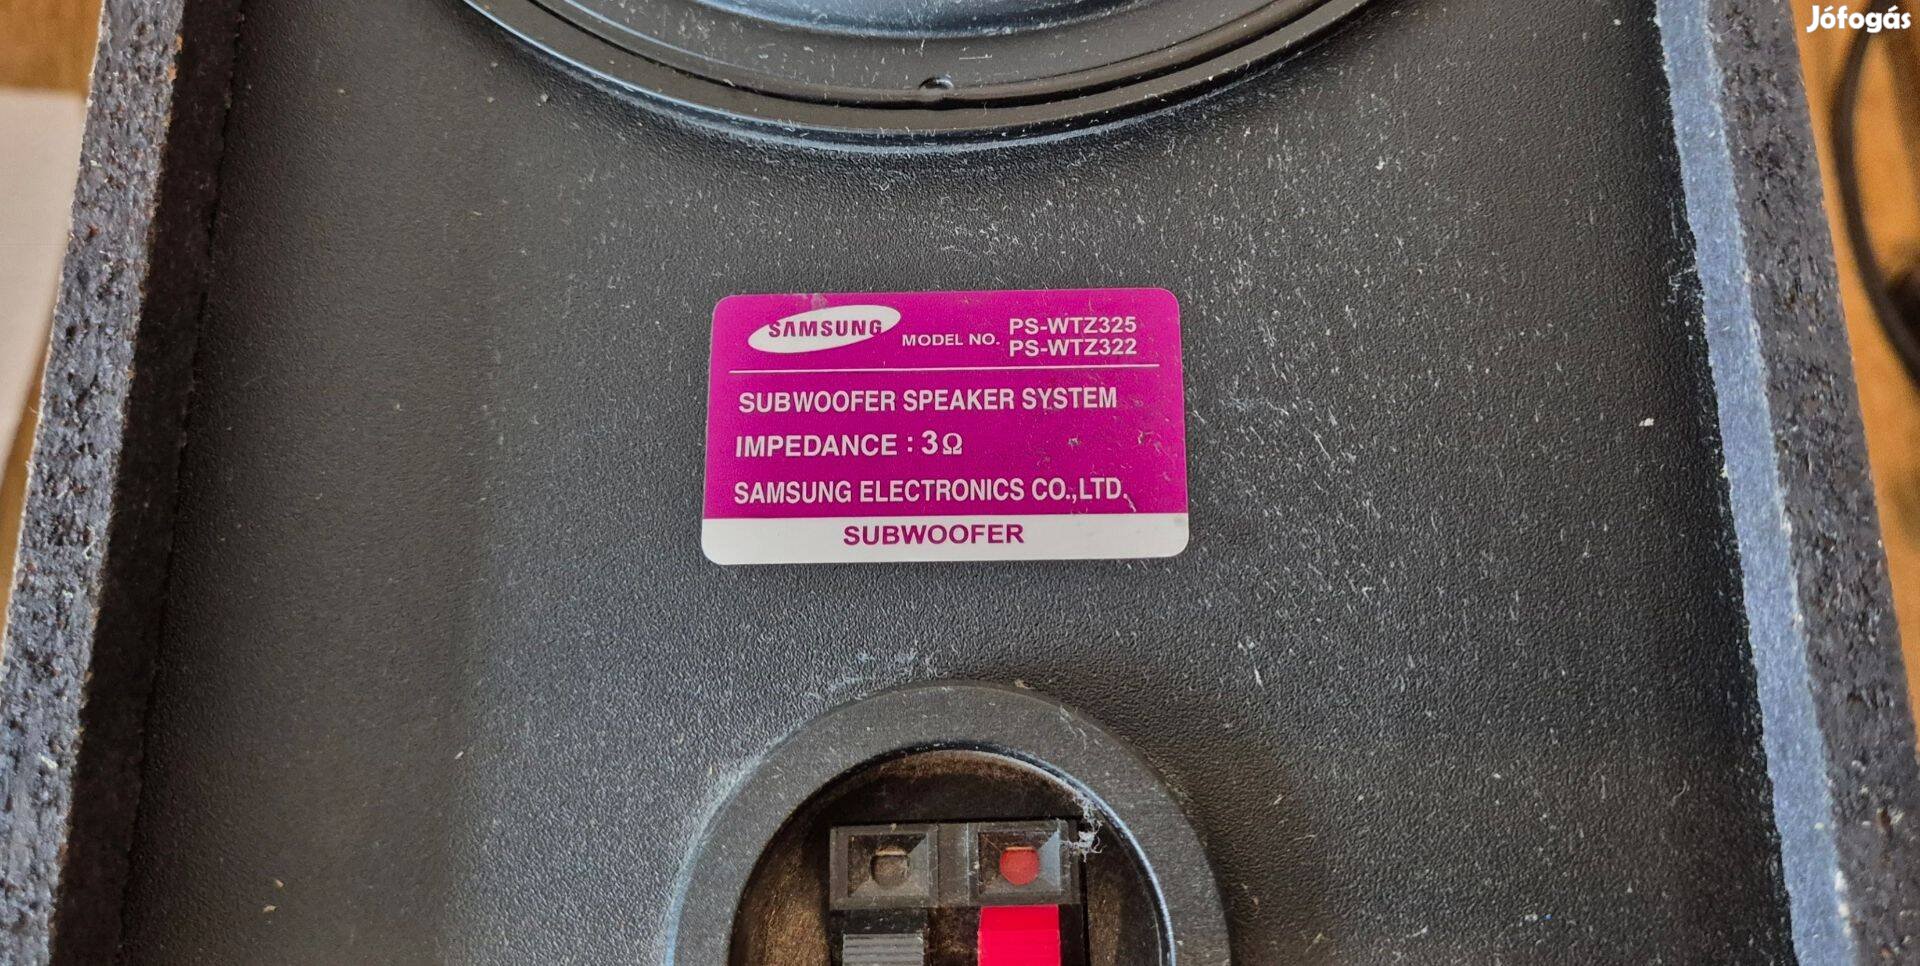 Jófogás
SAMSUNG MODEL NO. PS-WTZ325
PS-WTZ322
SUBWOOFER SPEAKER SYSTEM
IMPEDANCE : 3Ω
SAMSUNG ELECTRONICS CO.,LTD.
SUBWOOFER